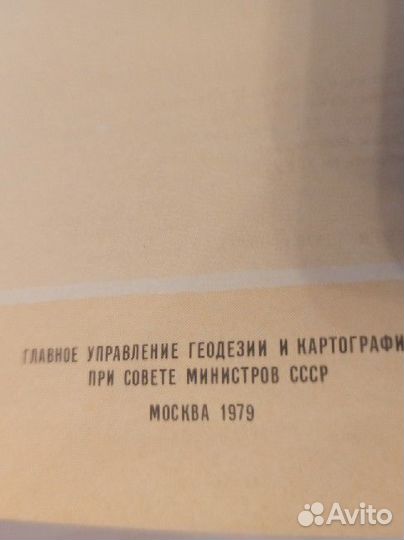 ГЛАВНОЕ УПРАВЛЕНИЕ ГЕОДЕЗИИ И КАРТОГРАФИ
ПРИ СОВЕТЕ МИНИСТРОВ СССР
МОСКВА 1979
Avito